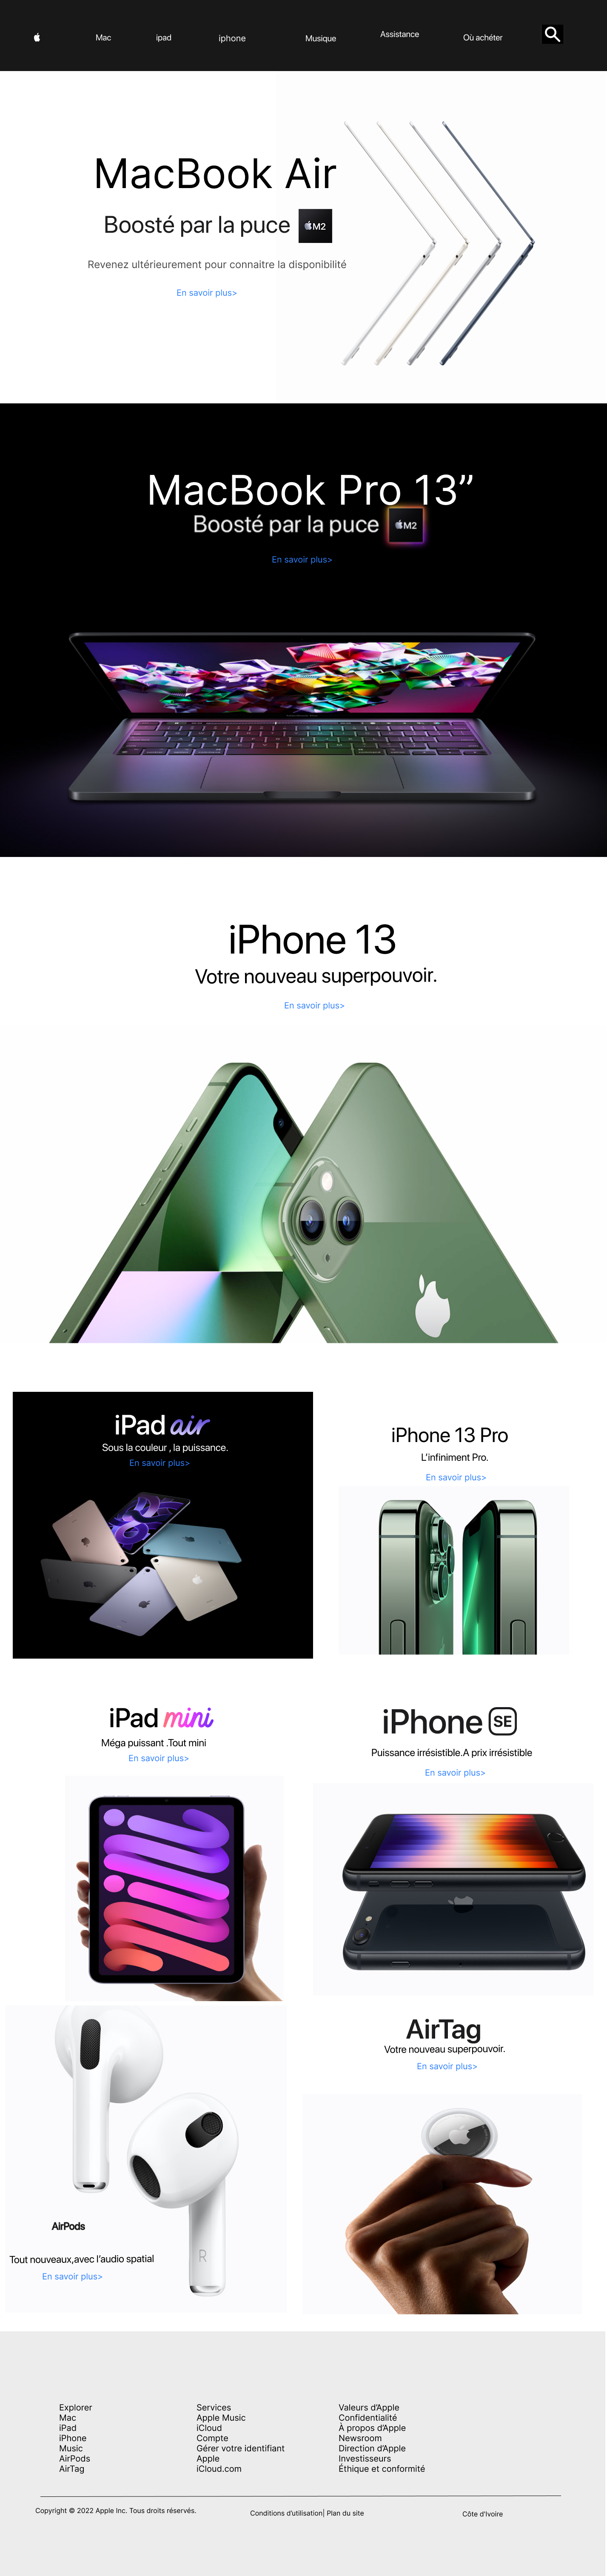 Mac ipad iphone Musique Assistance Où achéter
MacBook Air
Boosté par la puce M2
Revenez ultérieurement pour connaitre la disponibilité
En savoir plus>
MacBook Pro 13”
Boosté par la puce M2
En savoir plus>
iPhone 13
Votre nouveau superpouvoir.
En savoir plus>
iPad air
Sous la couleur , la puissance.
En savoir plus>
iPhone 13 Pro
L'infiniment Pro.
En savoir plus>
iPad mini
Méga puissant .Tout mini
En savoir plus>
iPhone SE
Puissance irrésistible.A prix irrésistible
En savoir plus>
R
AirPods
Tout nouveaux,avec l’audio spatial
En savoir plus>
AirTag
Votre nouveau superpouvoir.
En savoir plus>
Explorer
Mac
iPad
iPhone
Music
AirPods
AirTag
Services
Apple Music
iCloud
Compte
Gérer votre identifiant
Apple
iCloud.com
Valeurs d’Apple
Confidentialité
À propos d’Apple
Newsroom
Direction d’Apple
Investisseurs
Éthique et conformité
Copyright © 2022 Apple Inc. Tous droits réservés.
Conditions d’utilisation| Plan du site
Côte d’Ivoire